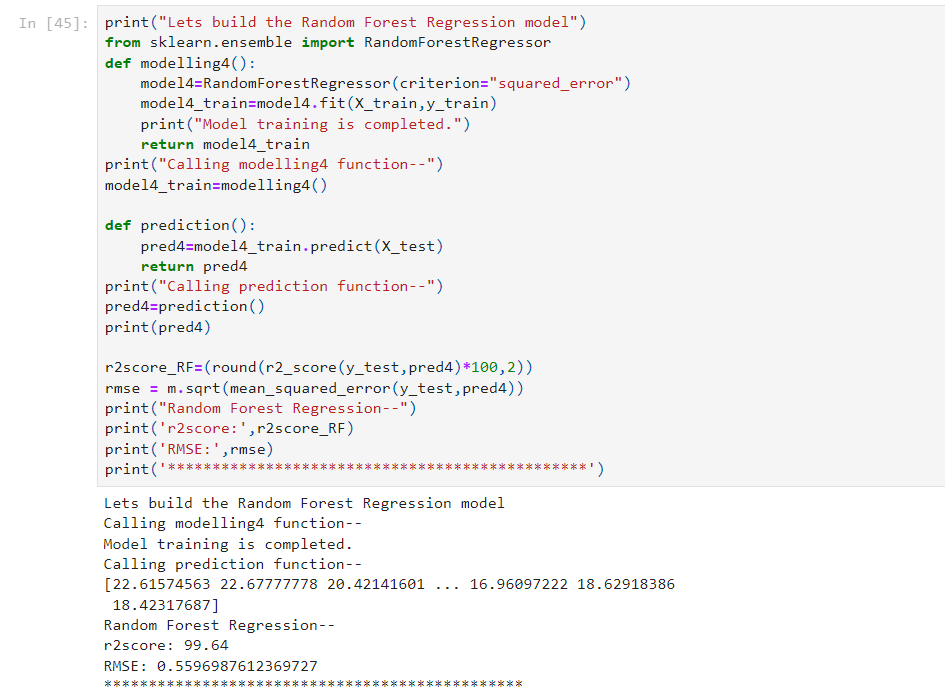 In [45]:
print("Lets build the Random Forest Regression model")
from sklearn.ensemble import RandomForestRegressor
def modelling4():
    model4=RandomForestRegressor(criterion="squared_error")
    model4_train=model4.fit(X_train,y_train)
    print("Model training is completed.")
    return model4_train
print("Calling modelling4 function--")
model4_train=modelling4()

def prediction():
    pred4=model4_train.predict(X_test)
    return pred4
print("Calling prediction function--")
pred4=prediction()
print(pred4)

r2score_RF=(round(r2_score(y_test,pred4)*100,2))
rmse = m.sqrt(mean_squared_error(y_test,pred4))
print("Random Forest Regression--")
print('r2score:',r2score_RF)
print('RMSE:',rmse)
print('***********************************************')
Lets build the Random Forest Regression model
Calling modelling4 function--
Model training is completed.
Calling prediction function--
[22.61574563 22.67777778 20.42141601 ... 16.96097222 18.62918386
 18.42317687]
Random Forest Regression--
r2score: 99.64
RMSE: 0.5596987612369727
***********************************************